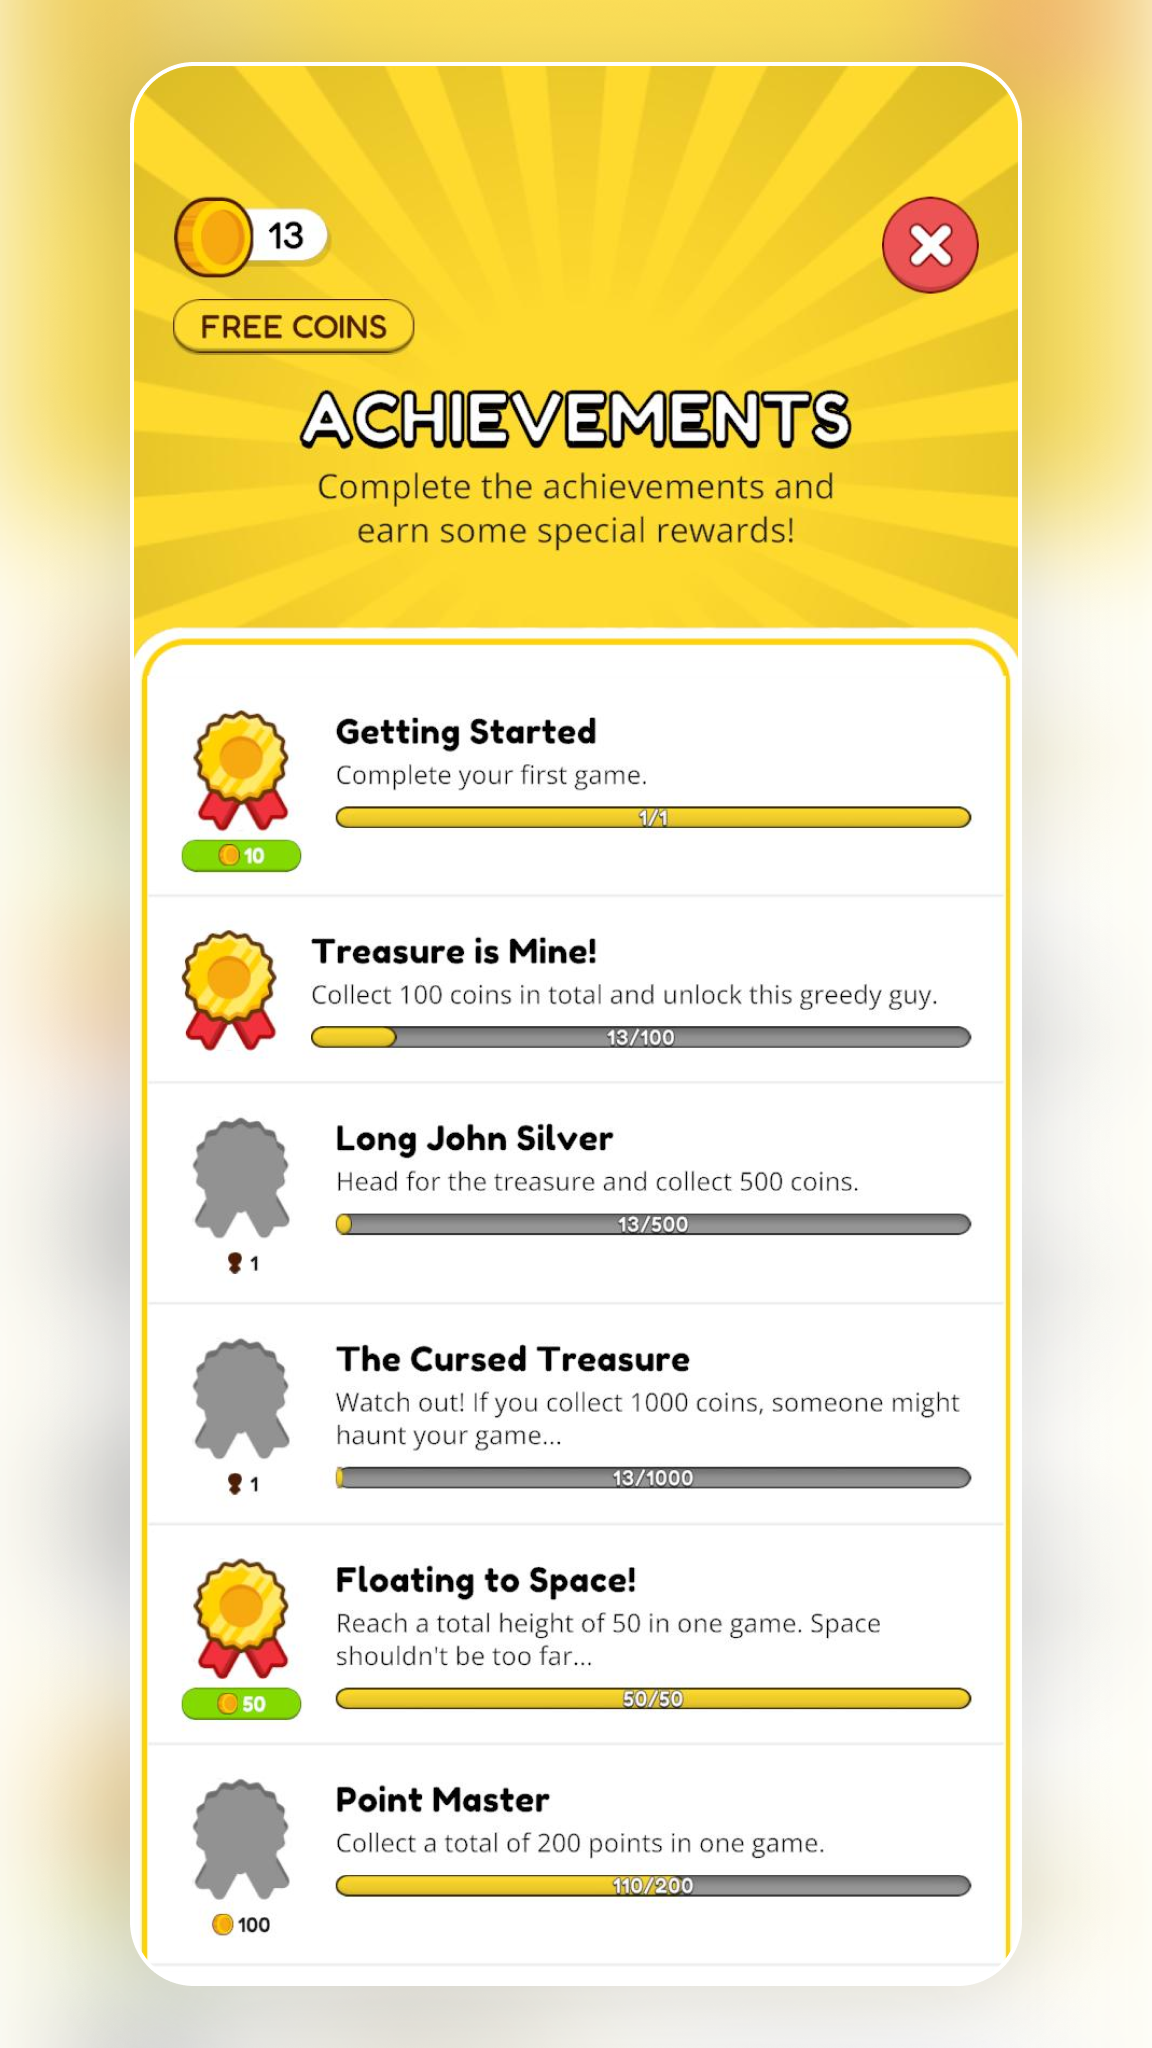 13
FREE COINS
ACHIEVEMENTS
Complete the achievements and
earn some special rewards!
Getting Started
Complete your first game.
1/1
10
Treasure is Mine!
Collect 100 coins in total and unlock this greedy guy.
13/100
Long John Silver
Head for the treasure and collect 500 coins.
13/500
1
The Cursed Treasure
Watch out! If you collect 1000 coins, someone might
haunt your game...
13/1000
1
Floating to Space!
Reach a total height of 50 in one game. Space
shouldn't be too far...
50/50
50
Point Master
Collect a total of 200 points in one game.
110/200
100